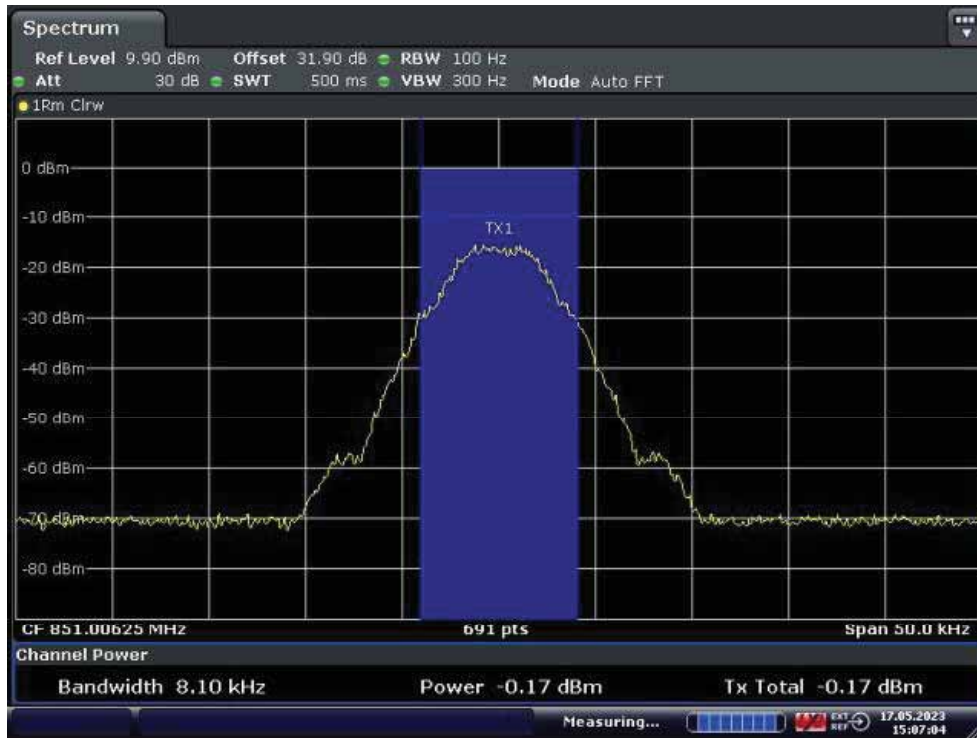 Spectrum
Ref Level 9.90 dBm Offset 31.90 dB RBW 100 Hz
Att 30 dB SWT 500 ms VBW 300 Hz Mode Auto FFT
1Rm Clrw
0 dBm
-10 dBm
TX1
-20 dBm
-30 dBm
-40 dBm
-50 dBm
-60 dBm
-70 dBm
-80 dBm
CF 851.00625 MHz 691 pts Span 50.0 kHz
Channel Power
Bandwidth 8.10 kHz Power -0.17 dBm Tx Total -0.17 dBm
Measuring... EXT REF 17.05.2023
15:07:04